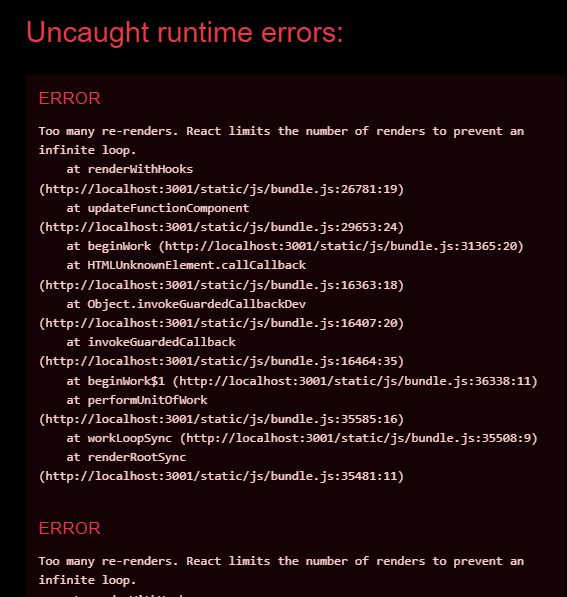 Uncaught runtime errors:
ERROR
Too many re-renders. React limits the number of renders to prevent an
infinite loop.
at renderWithHooks
(http://localhost:3001/static/js/bundle.js:26781:19)
at updateFunctionComponent
(http://localhost:3001/static/js/bundle.js:29653:24)
at beginWork (http://localhost:3001/static/js/bundle.js:31365:20)
at HTMLUnknownElement.callCallback
(http://localhost:3001/static/js/bundle.js:16363:18)
at Object.invokeGuardedCallbackDev
(http://localhost:3001/static/js/bundle.js:16407:20)
at invokeGuardedCallback
(http://localhost:3001/static/js/bundle.js:16464:35)
at beginWork$1 (http://localhost:3001/static/js/bundle.js:36338:11)
at performUnitOfWork
(http://localhost:3001/static/js/bundle.js:35585:16)
at workLoopSync (http://localhost:3001/static/js/bundle.js:35508:9)
at renderRootSync
(http://localhost:3001/static/js/bundle.js:35481:11)
ERROR
Too many re-renders. React limits the number of renders to prevent an
infinite loop.